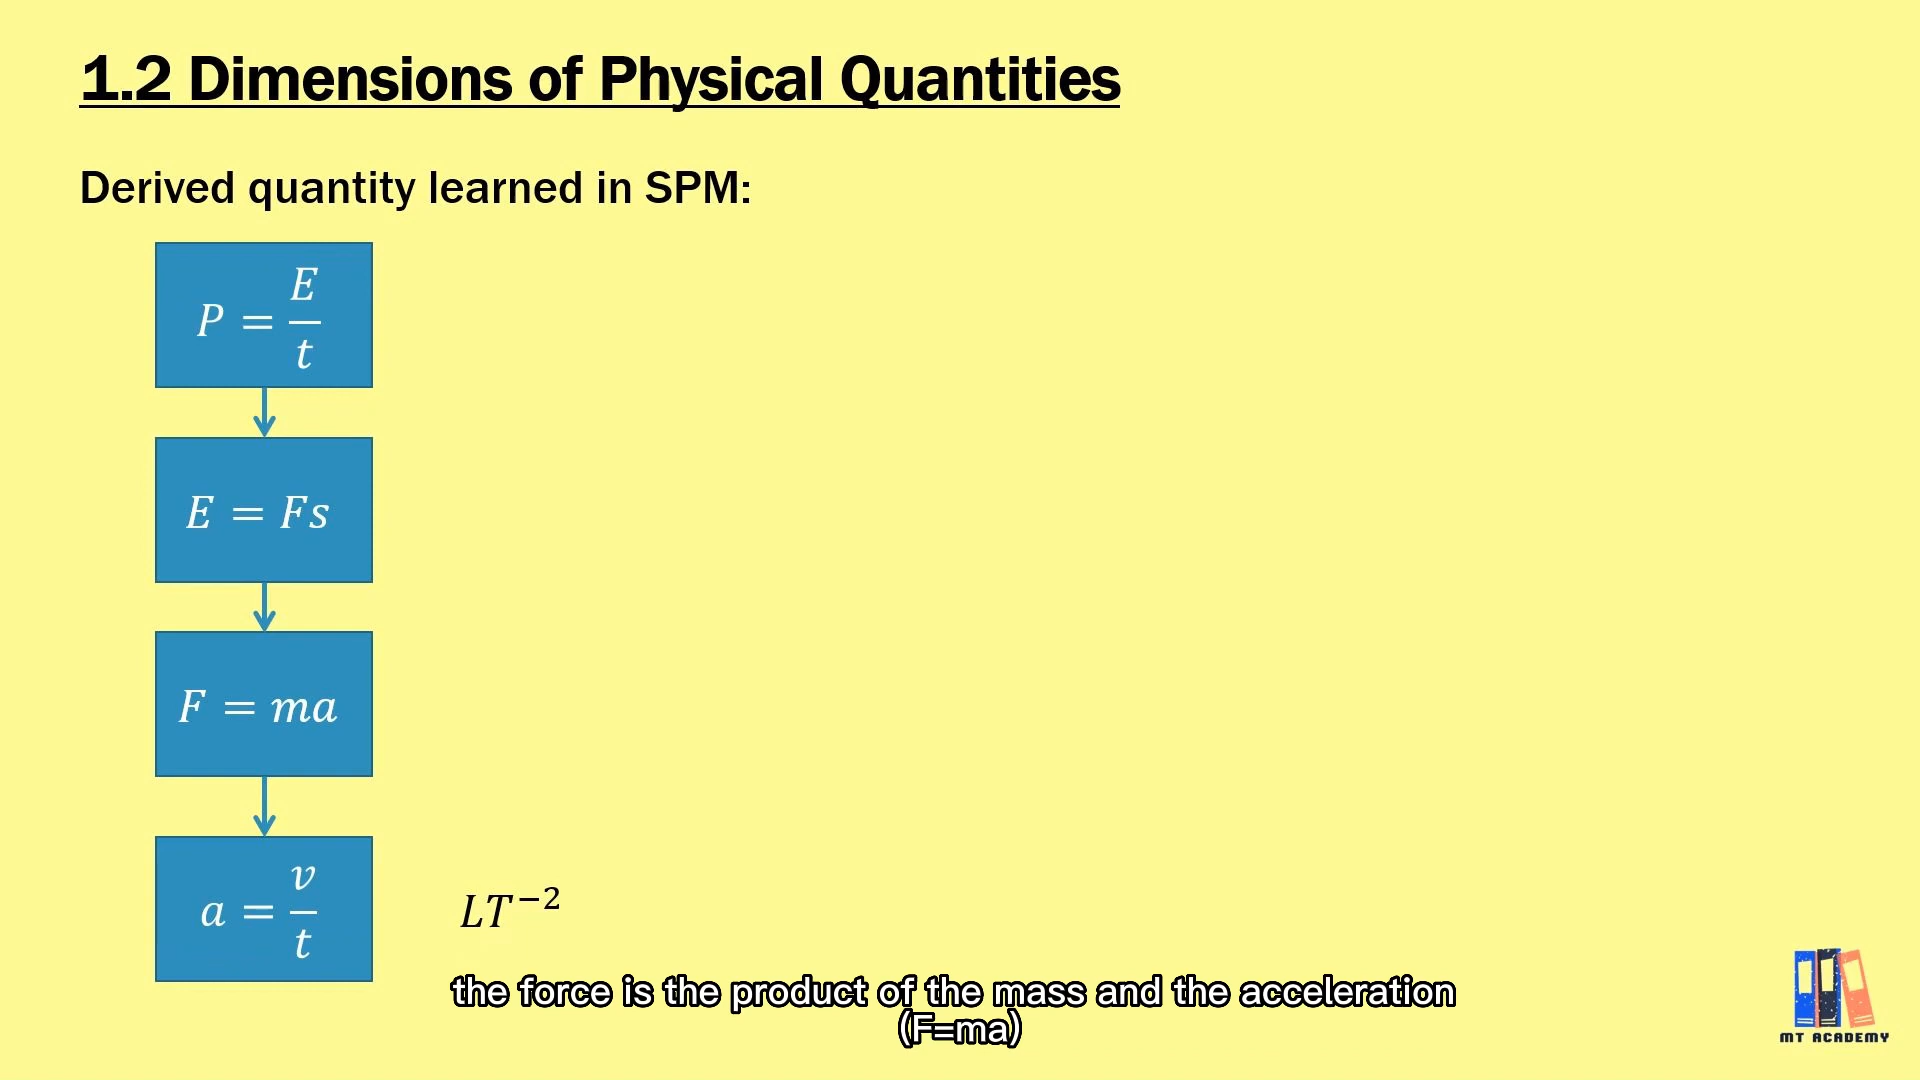 1.2 Dimensions of Physical Quantities
Derived quantity learned in SPM:
P = E/t
E = Fs
F = ma
a = v/t
LT⁻²
the force is the product of the mass and the acceleration
(F=ma)
MT ACADEMY